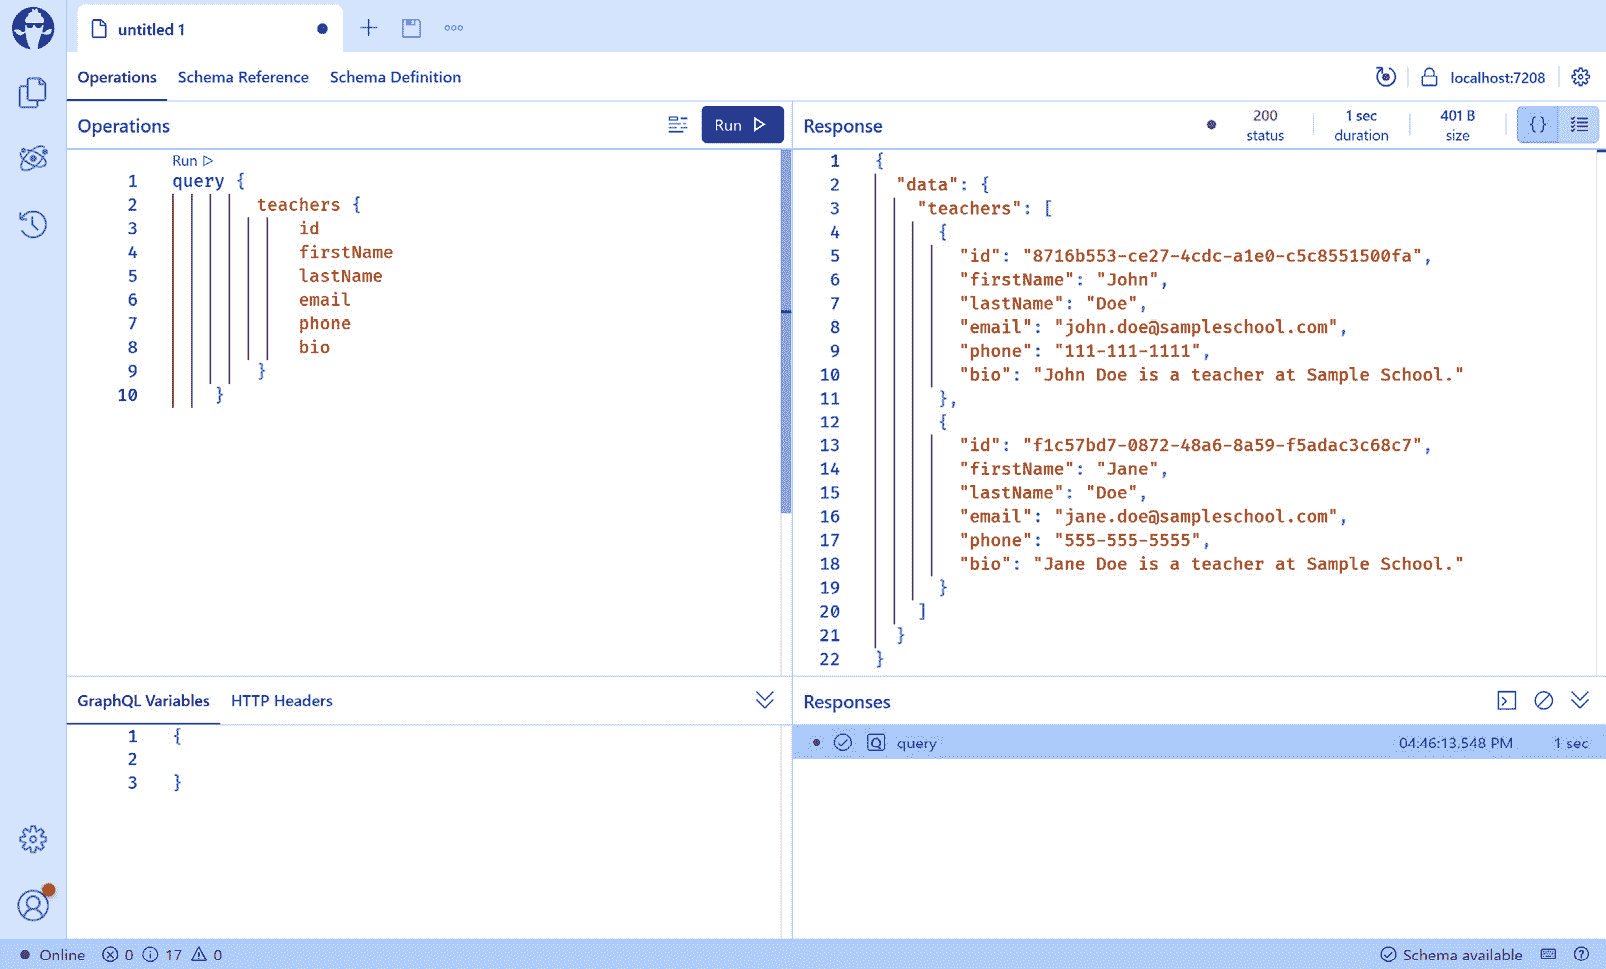 untitled 1
Operations Schema Reference Schema Definition
localhost:7208
Operations
Run
Run
1 query {
2 teachers {
3 id
4 firstName
5 lastName
6 email
7 phone
8 bio
9 }
10 }
Response
200 status
1 sec duration
401 B size
{}
1 {
2 "data": {
3 "teachers": [
4 {
5 "id": "8716b553-ce27-4cdc-a1e0-c5c8551500fa",
6 "firstName": "John",
7 "lastName": "Doe",
8 "email": "john.doe@sampleschool.com",
9 "phone": "111-111-1111",
10 "bio": "John Doe is a teacher at Sample School."
11 },
12 {
13 "id": "f1c57bd7-0872-48a6-8a59-f5adac3c68c7",
14 "firstName": "Jane",
15 "lastName": "Doe",
16 "email": "jane.doe@sampleschool.com",
17 "phone": "555-555-5555",
18 "bio": "Jane Doe is a teacher at Sample School."
19 }
20 ]
21 }
22 }
GraphQL Variables HTTP Headers
1 {
2
3 }
Responses
Q query 04:46:13.548 PM 1 sec
Online 0 17 0
Schema available